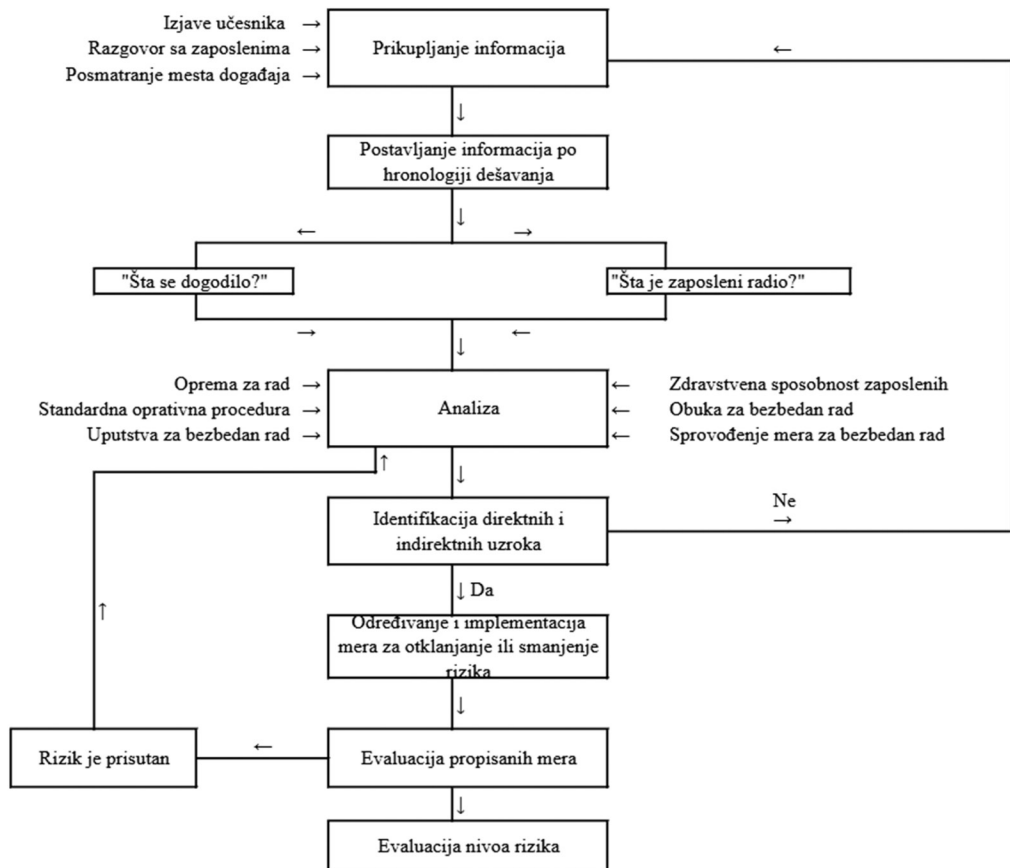 Izjave učesnika →
Razgovor sa zaposlenima →
Posmatranje mesta događaja →
Prikupljanje informacija
←
↓
Postavljanje informacija po
hronologiji dešavanja
↓
← →
"Šta se dogodilo?"
"Šta je zaposleni radio?"
→ ←
↓
Oprema za rad →
Standardna oprativna procedura →
Uputstva za bezbedan rad →
Analiza
← Zdravstvena sposobnost zaposlenih
← Obuka za bezbedan rad
← Sprovođenje mera za bezbedan rad
↑
↓
Identifikacija direktnih i
indirektnih uzroka
Ne
→
↓ Da
↑
Određivanje i implementacija
mera za otklanjanje ili smanjenje
rizika
↓
Rizik je prisutan
←
Evaluacija propisanih mera
↓
Evaluacija nivoa rizika